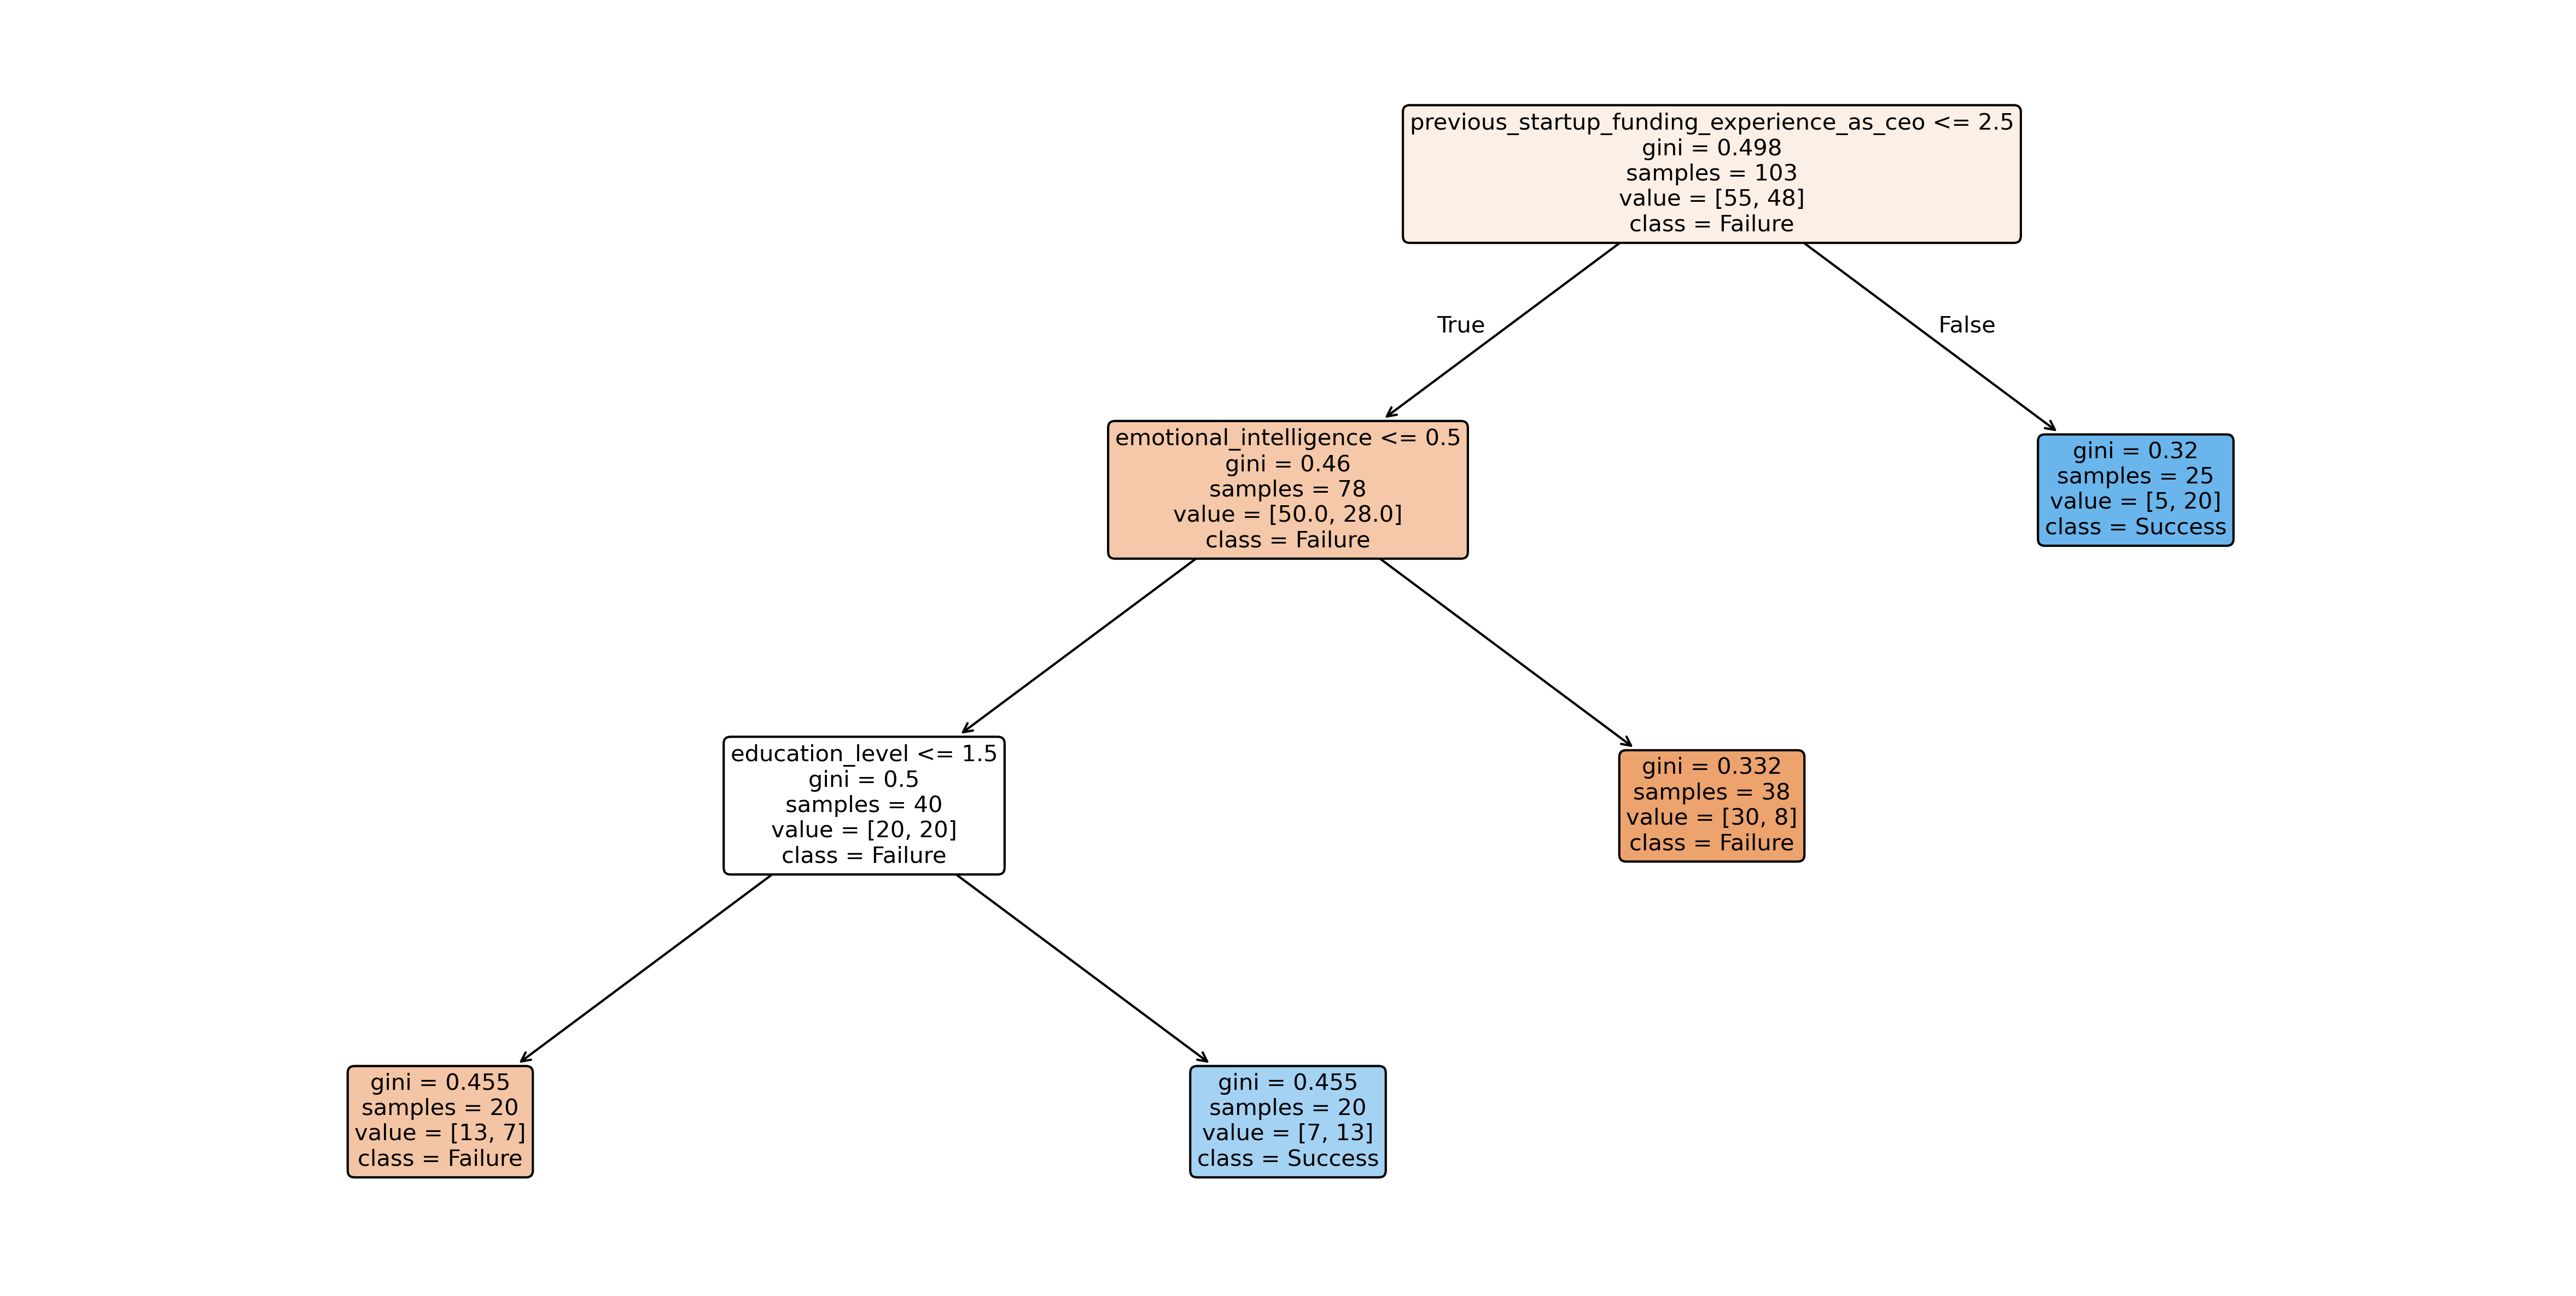 previous_startup_funding_experience_as_ceo <= 2.5
gini = 0.498
samples = 103
value = [55, 48]
class = Failure
True
False
emotional_intelligence <= 0.5
gini = 0.46
samples = 78
value = [50.0, 28.0]
class = Failure
gini = 0.32
samples = 25
value = [5, 20]
class = Success
education_level <= 1.5
gini = 0.5
samples = 40
value = [20, 20]
class = Failure
gini = 0.332
samples = 38
value = [30, 8]
class = Failure
gini = 0.455
samples = 20
value = [13, 7]
class = Failure
gini = 0.455
samples = 20
value = [7, 13]
class = Success